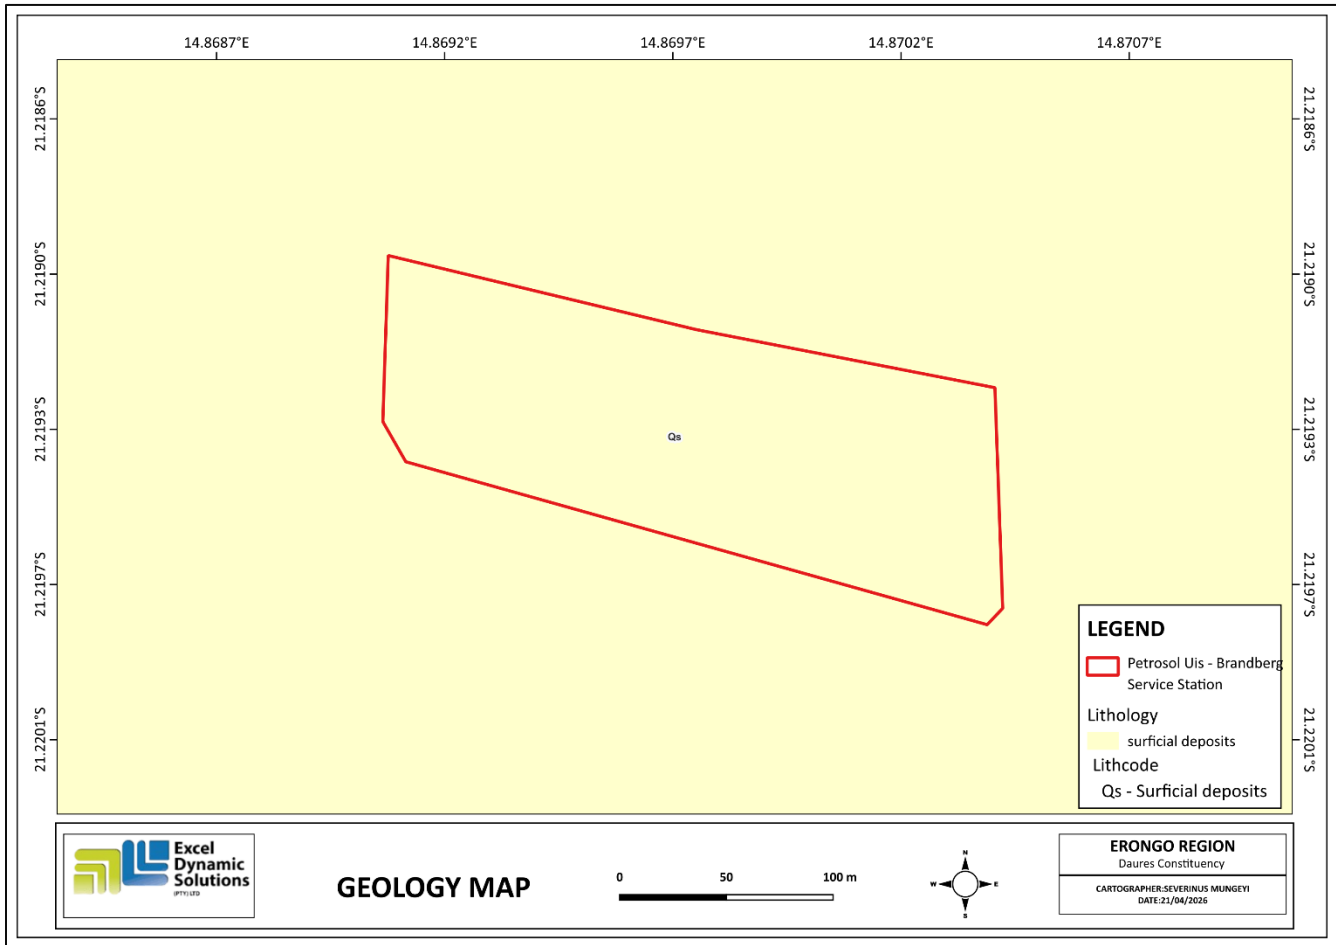 14.8687°E 14.8692°E 14.8697°E 14.8702°E 14.8707°E
21.2186°S 21.2186°S
21.2190°S 21.2190°S
21.2193°S 21.2193°S
Qs
21.2197°S 21.2197°S
21.2201°S 21.2201°S
LEGEND
Petrosol Uis - Brandberg
Service Station
Lithology
surficial deposits
Lithcode
Qs - Surficial deposits
Excel
Dynamic
Solutions
(PTY) LTD
GEOLOGY MAP
0 50 100 m
N
W E
S
ERONGO REGION
Daures Constituency
CARTOGRAPHER:SEVERINUS MUNGEYI
DATE:21/04/2026